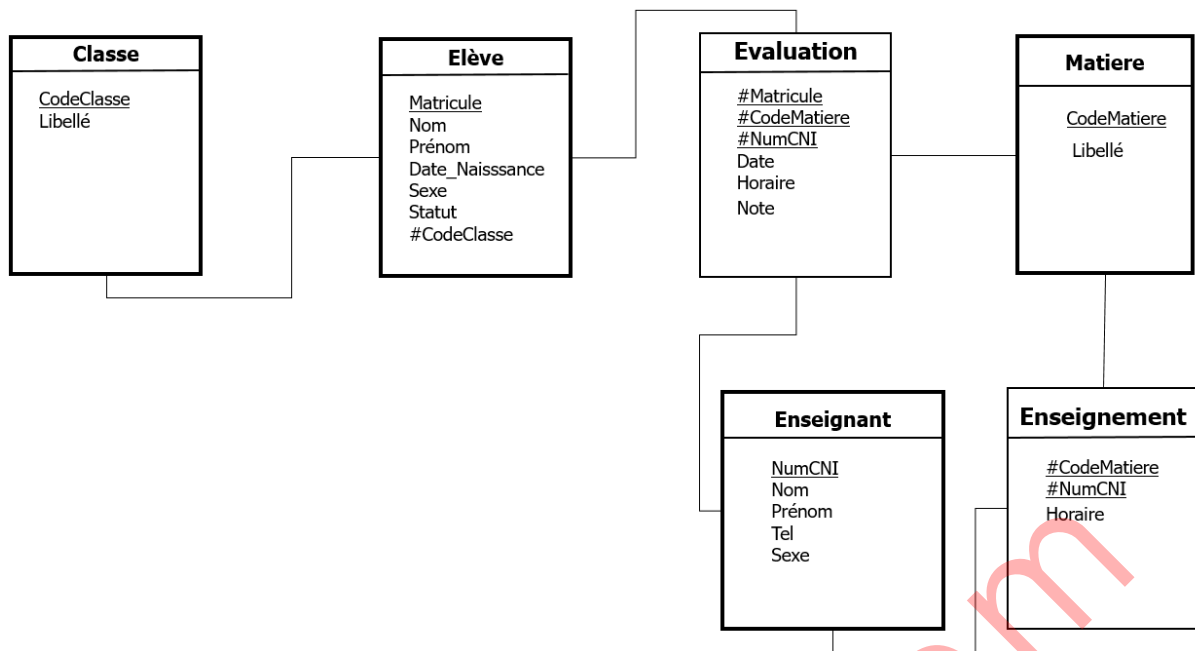 Classe
CodeClasse
Libellé
Elève
Matricule
Nom
Prénom
Date_Naisssance
Sexe
Statut
#CodeClasse
Evaluation
#Matricule
#CodeMatiere
#NumCNI
Date
Horaire
Note
Matiere
CodeMatiere
Libellé
Enseignant
NumCNI
Nom
Prénom
Tel
Sexe
Enseignement
#CodeMatiere
#NumCNI
Horaire